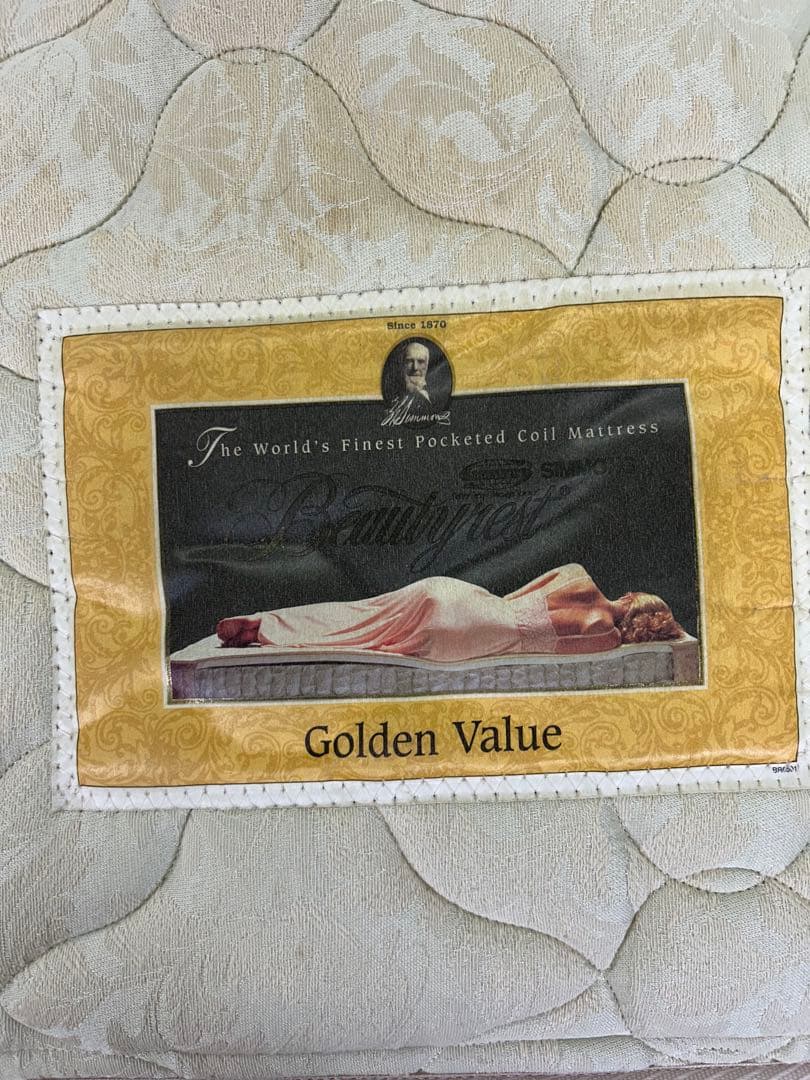 Since 1870
The World's Finest Pocketed Coil Mattress
SIMMONS
Beautyrest®
Golden Value